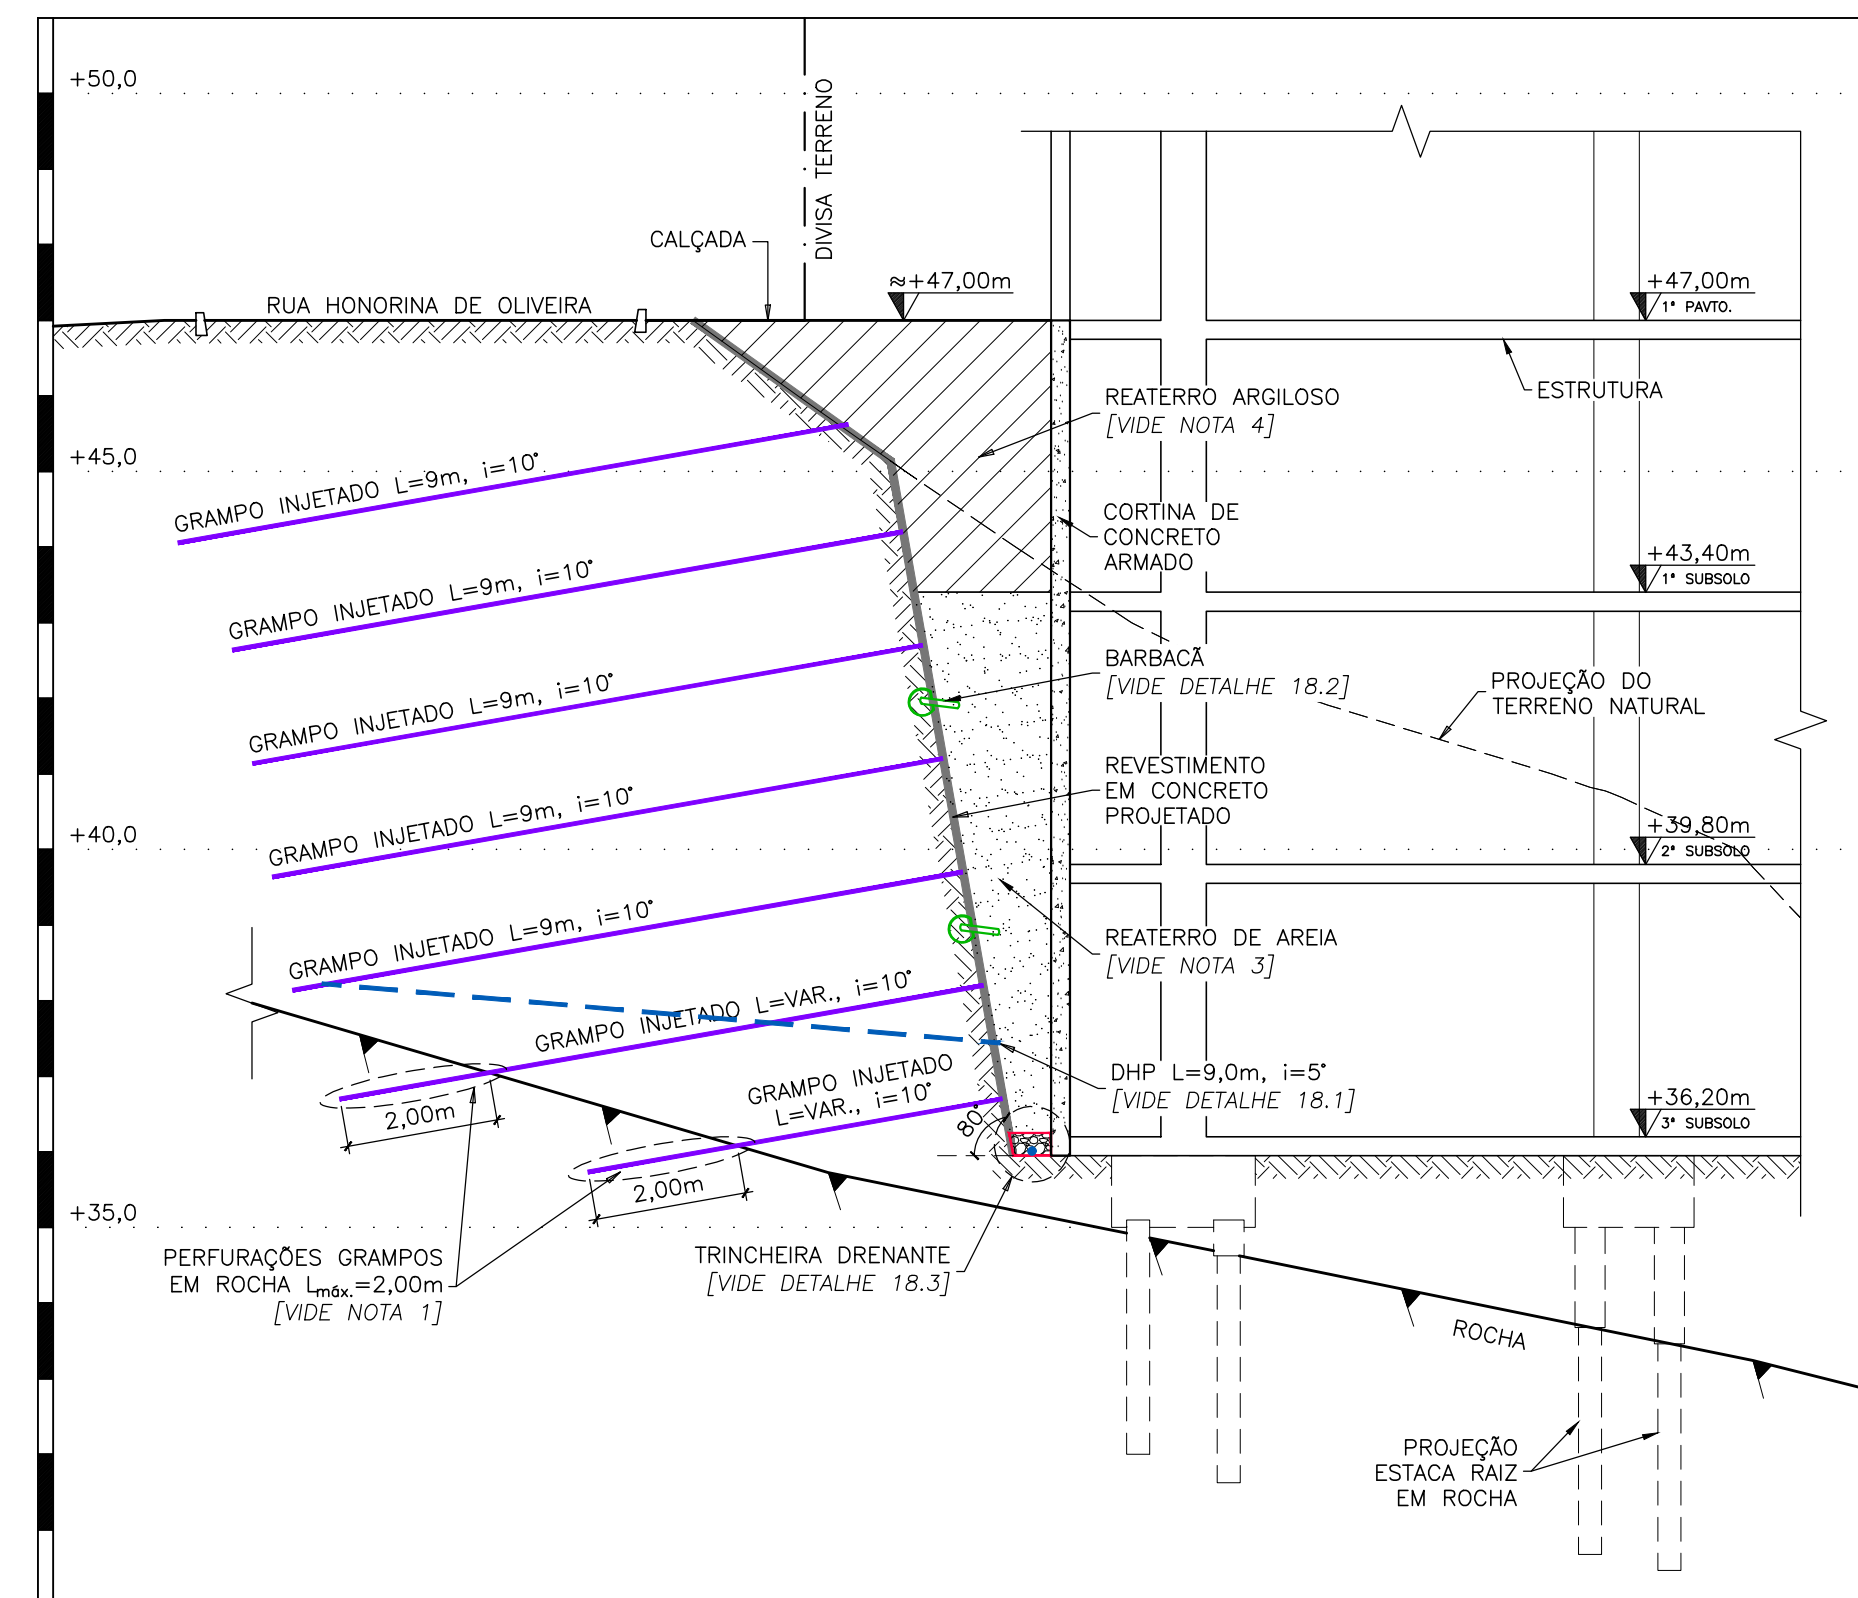 +50,0
DIVISA TERRENO
CALÇADA
≈+47,00m
+47,00m
1º PAVTO.
RUA HONORINA DE OLIVEIRA
ESTRUTURA
REATERRO ARGILOSO
[VIDE NOTA 4]
+45,0
GRAMPO INJETADO L=9m, i=10°
CORTINA DE
CONCRETO
ARMADO
+43,40m
1º SUBSOLO
GRAMPO INJETADO L=9m, i=10°
BARBACÃ
[VIDE DETALHE 18.2]
PROJEÇÃO DO
TERRENO NATURAL
GRAMPO INJETADO L=9m, i=10°
REVESTIMENTO
EM CONCRETO
PROJETADO
+40,0
+39,80m
2º SUBSOLO
GRAMPO INJETADO L=9m, i=10°
GRAMPO INJETADO L=9m, i=10°
REATERRO DE AREIA
[VIDE NOTA 3]
GRAMPO INJETADO L=VAR., i=10°
DHP L=9,0m, i=5°
[VIDE DETALHE 18.1]
GRAMPO INJETADO
L=VAR., i=10°
80°
+36,20m
3º SUBSOLO
2,00m
2,00m
+35,0
PERFURAÇÕES GRAMPOS
EM ROCHA Lmáx.=2,00m
[VIDE NOTA 1]
TRINCHEIRA DRENANTE
[VIDE DETALHE 18.3]
ROCHA
PROJEÇÃO
ESTACA RAIZ
EM ROCHA